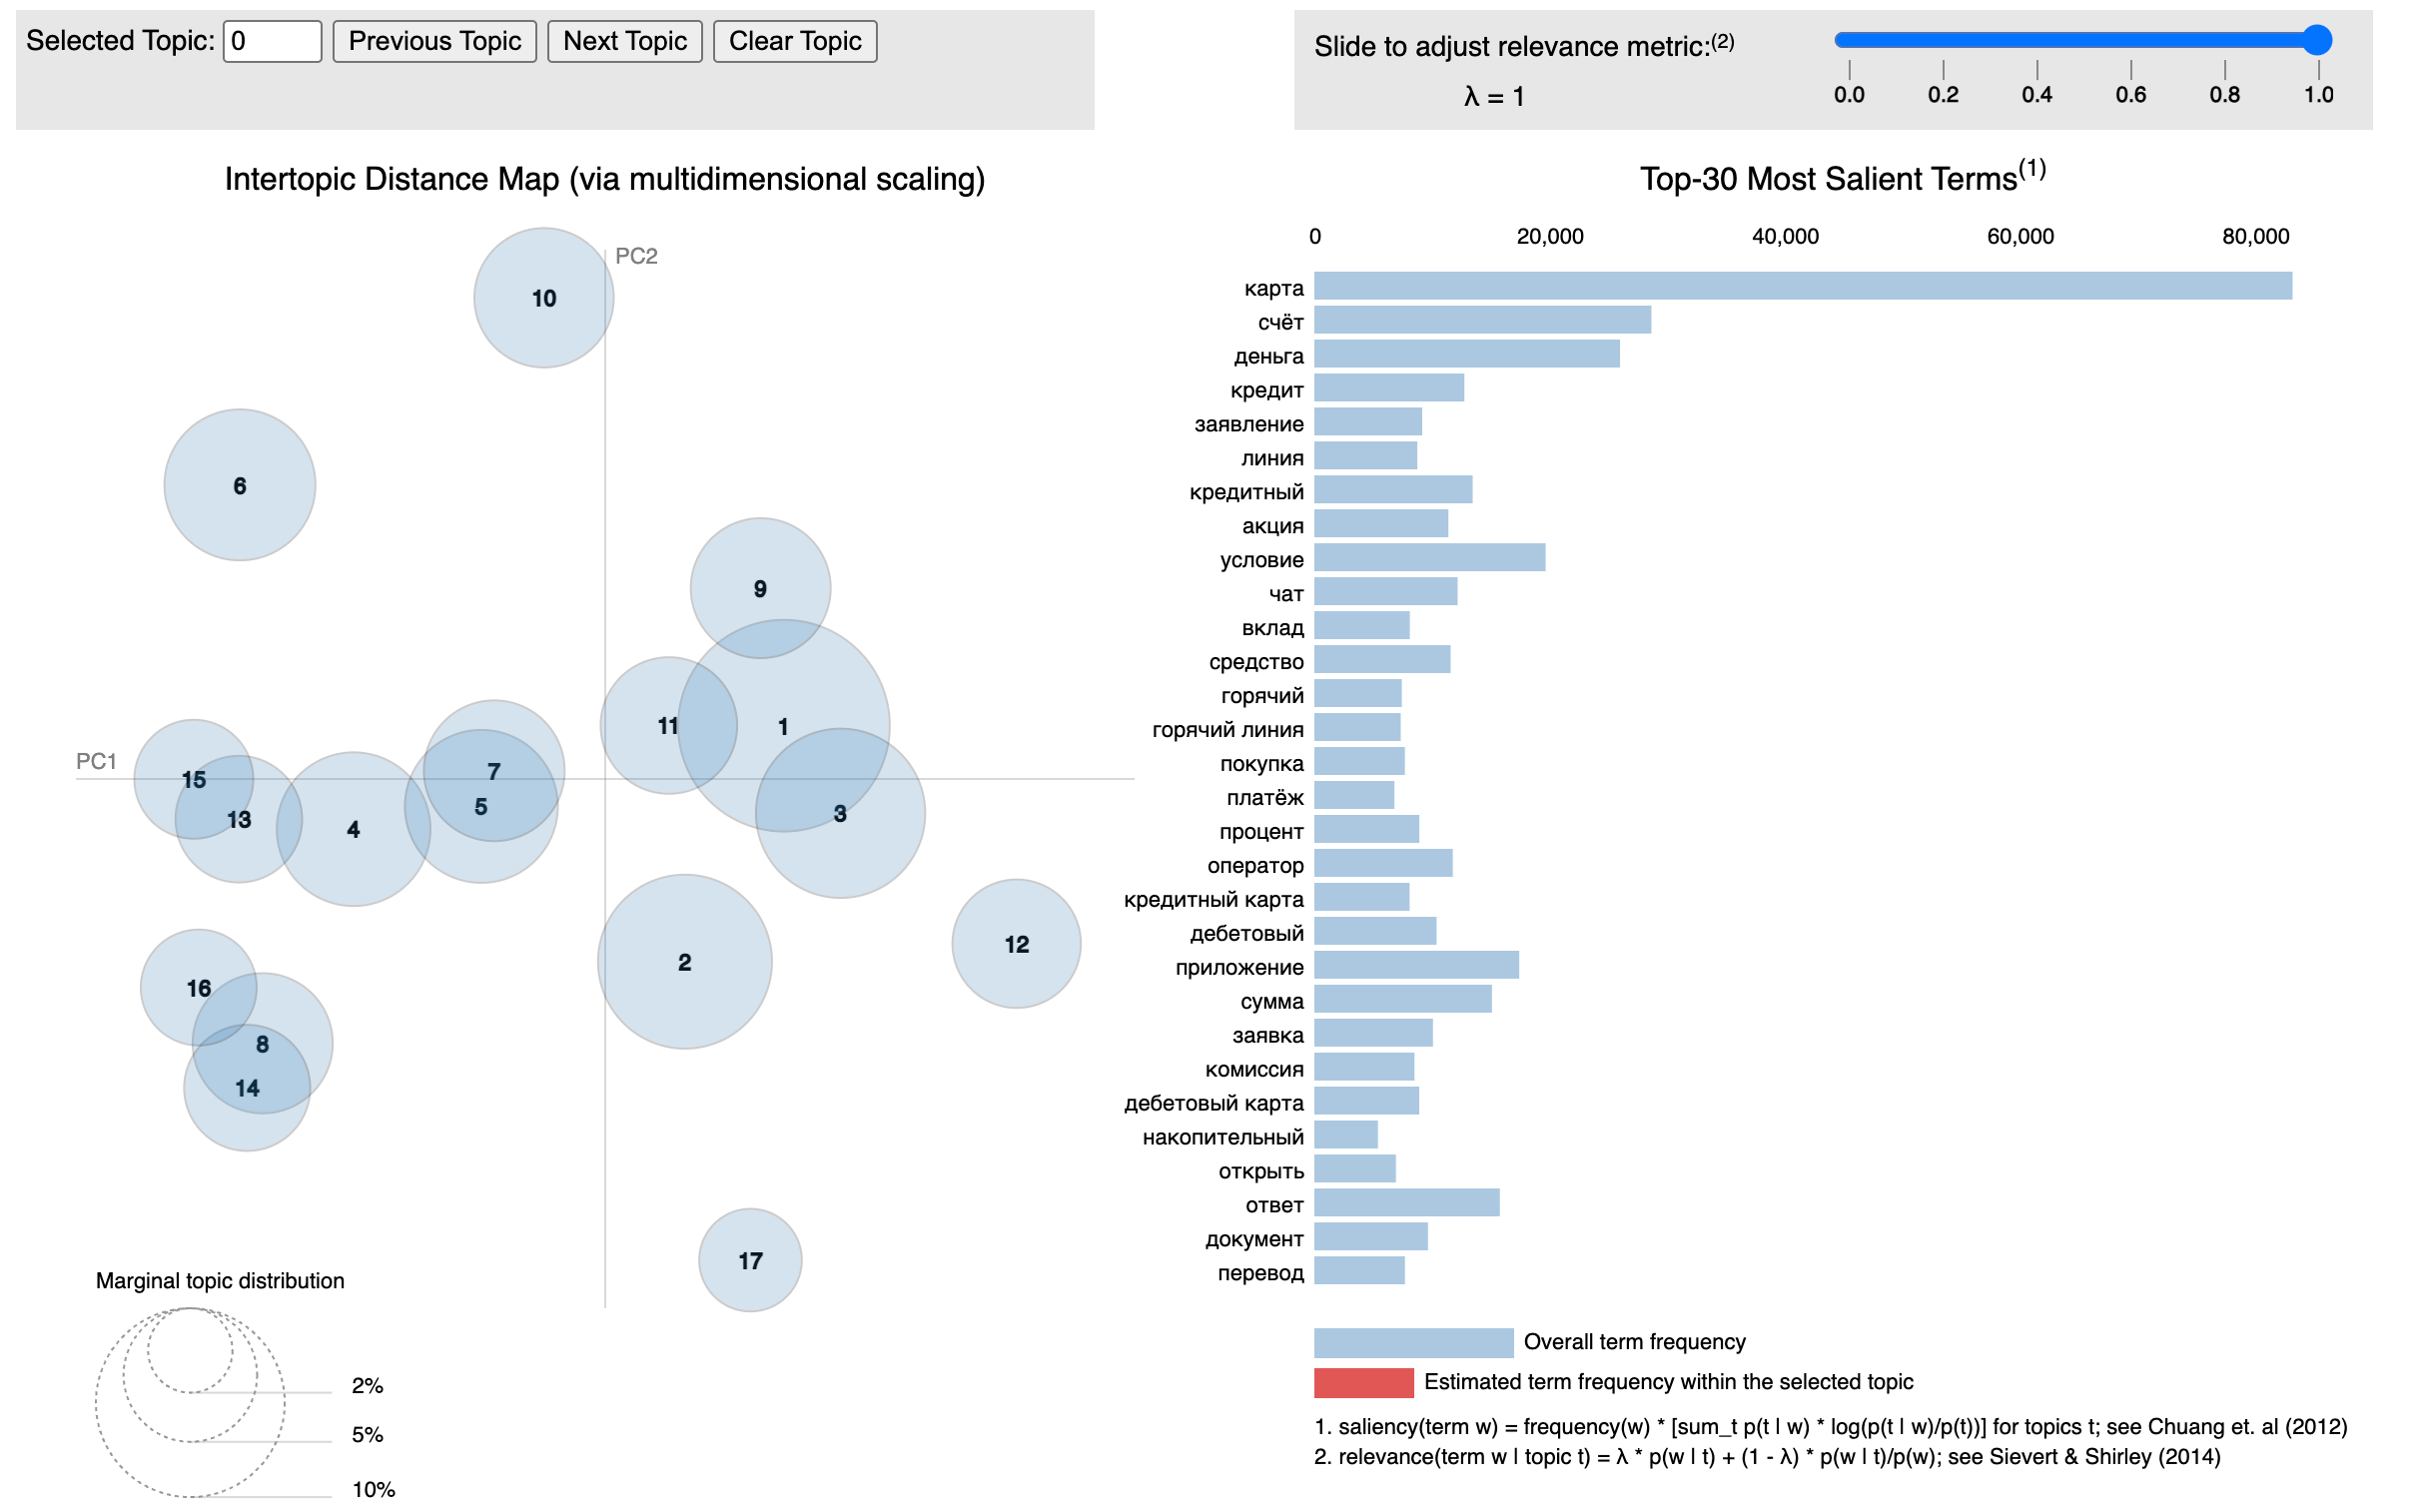 Selected Topic: 0 Previous Topic Next Topic Clear Topic
Slide to adjust relevance metric:(2)
λ = 1
0.0 0.2 0.4 0.6 0.8 1.0
Intertopic Distance Map (via multidimensional scaling)
PC2
PC1
10
6
9
11
1
7
15
5
3
13
4
12
2
16
8
14
17
Marginal topic distribution
2%
5%
10%
Top-30 Most Salient Terms(1)
0 20,000 40,000 60,000 80,000
карта
счёт
деньга
кредит
заявление
линия
кредитный
акция
условие
чат
вклад
средство
горячий
горячий линия
покупка
платёж
процент
оператор
кредитный карта
дебетовый
приложение
сумма
заявка
комиссия
дебетовый карта
накопительный
открыть
ответ
документ
перевод
Overall term frequency
Estimated term frequency within the selected topic
1. saliency(term w) = frequency(w) * [sum_t p(t | w) * log(p(t | w)/p(t))] for topics t; see Chuang et. al (2012)
2. relevance(term w | topic t) = λ * p(w | t) + (1 - λ) * p(w | t)/p(w); see Sievert & Shirley (2014)